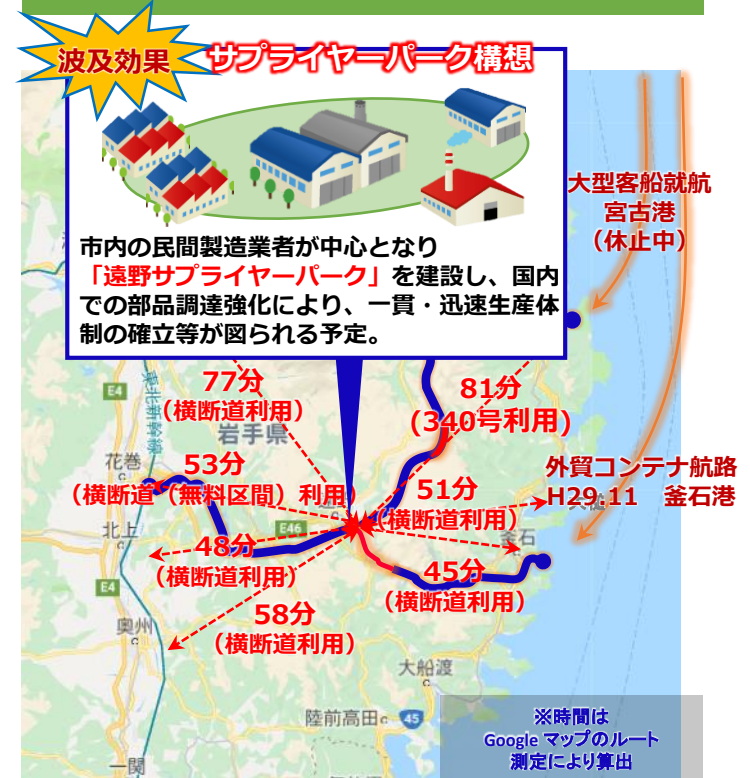 波及効果
サプライヤーパーク構想
市内の民間製造業者が中心となり
「遠野サプライヤーパーク」を建設し、国内
での部品調達強化により、一貫・迅速生産体
制の確立等が図られる予定。
大型客船就航
宮古港
（休止中）
77分
（横断道利用）
81分
(340号利用)
E4
東北新幹線
岩手県
花巻
53分
（横断道（無料区間）利用）
51分
（横断道利用）
外貿コンテナ航路
H29.11　釜石港
北上
E46
釜石
48分
（横断道利用）
45分
（横断道利用）
E4
奥州
58分
（横断道利用）
大船渡
陸前高田
45
一関
※時間は
Google マップのルート
測定により算出